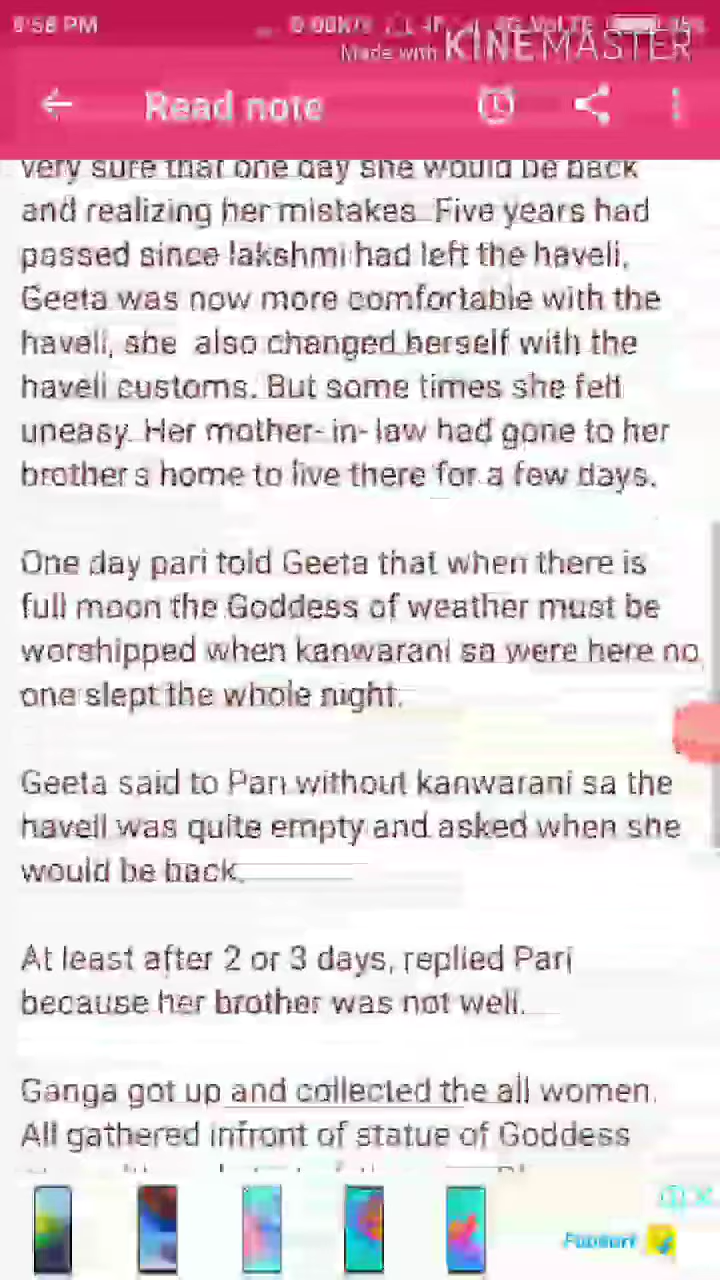 9:58 PM
Made with KINEMASTER
Read note
very sure that one day she would be back
and realizing her mistakes. Five years had
passed since lakshmi had left the haveli.
Geeta was now more comfortable with the
haveli, she also changed herself with the
haveli customs. But some times she felt
uneasy. Her mother- in- law had gone to her
brother s home to live there for a few days.
One day pari told Geeta that when there is
full moon the Goddess of weather must be
worshipped when kanwarani sa were here no
one slept the whole night.
Geeta said to Pari without kanwarani sa the
haveli was quite empty and asked when she
would be back.
At least after 2 or 3 days, replied Pari
because her brother was not well.
Ganga got up and collected the all women.
All gathered infront of statue of Goddess